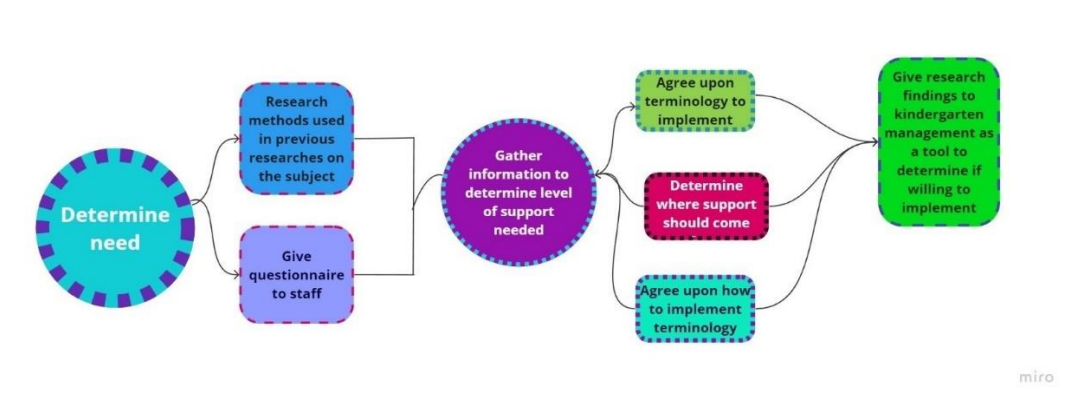 Determine
need
Research
methods used
in previous
researches on
the subject
Give
questionnaire
to staff
Gather
information to
determine level
of support
needed
Agree upon
terminology to
implement
Determine
where support
should come
Agree upon how
to implement
terminology
Give research
findings to
kindergarten
management as
a tool to
determine if
willing to
implement
miro